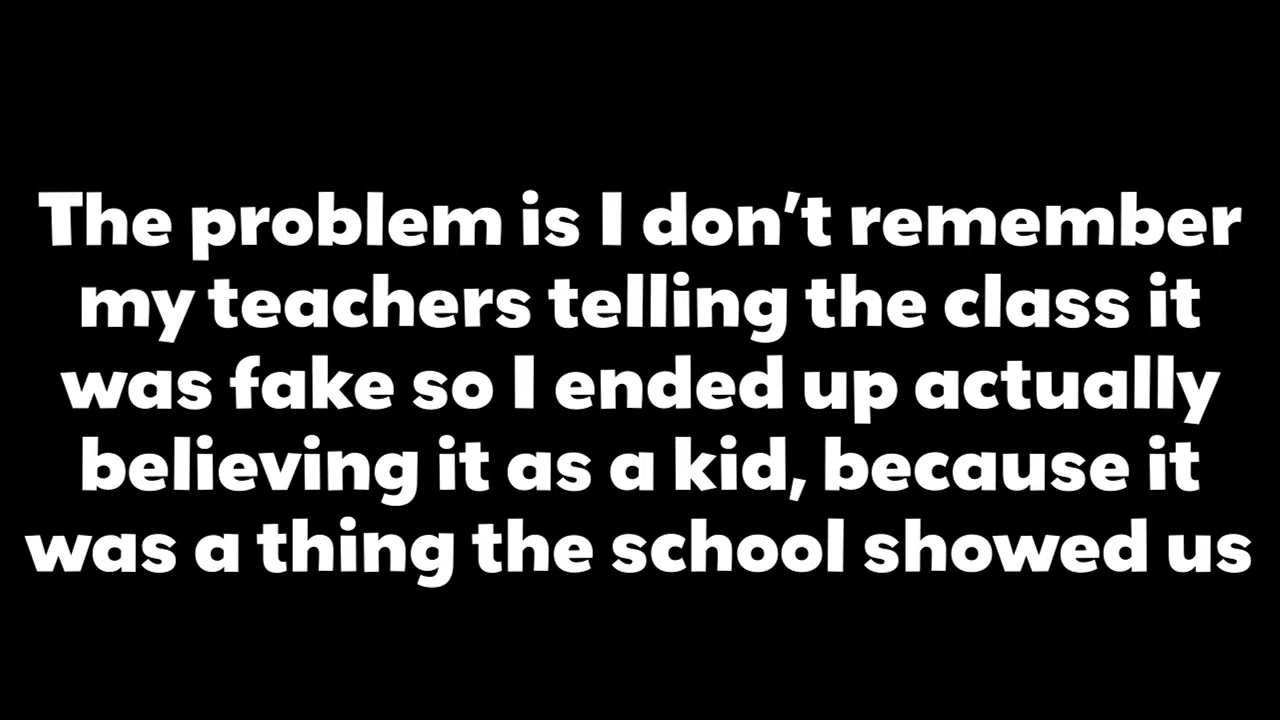 The problem is I don’t remember
my teachers telling the class it
was fake so I ended up actually
believing it as a kid, because it
was a thing the school showed us